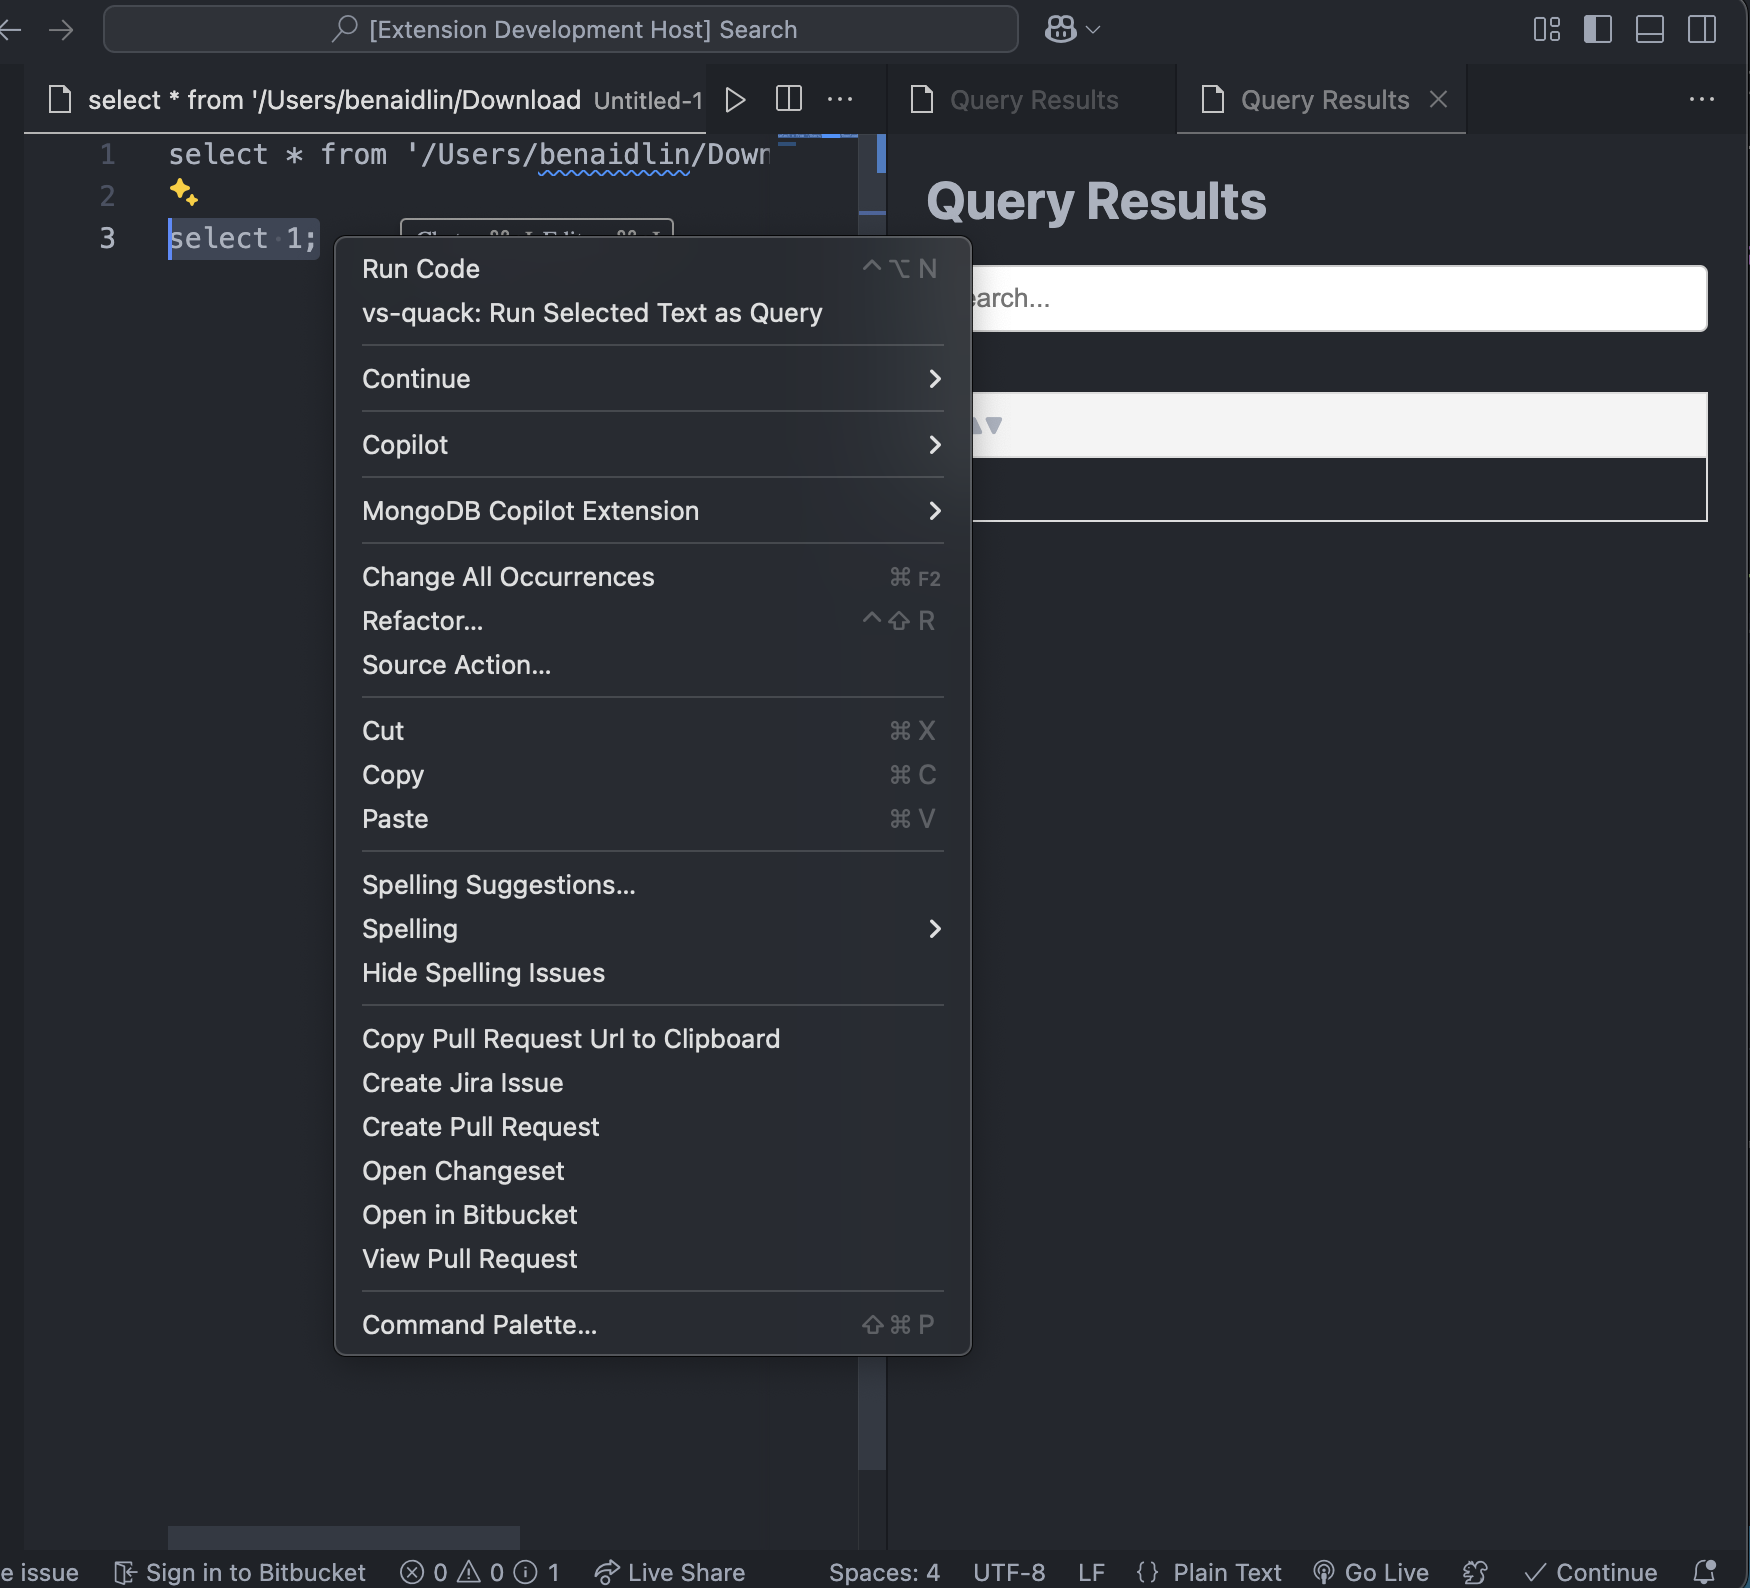 [Extension Development Host] Search
select * from '/Users/benaidlin/Download Untitled-1
Query Results
Query Results
1 select * from '/Users/benaidlin/Down
2
3 select 1;
Query Results
earch...
Run Code ^⌥N
vs-quack: Run Selected Text as Query
Continue
Copilot
MongoDB Copilot Extension
Change All Occurrences ⌘F2
Refactor... ^⇧R
Source Action...
Cut ⌘X
Copy ⌘C
Paste ⌘V
Spelling Suggestions...
Spelling
Hide Spelling Issues
Copy Pull Request Url to Clipboard
Create Jira Issue
Create Pull Request
Open Changeset
Open in Bitbucket
View Pull Request
Command Palette... ⇧⌘P
e issue Sign in to Bitbucket 0 0 1 Live Share Spaces: 4 UTF-8 LF {} Plain Text Go Live Continue